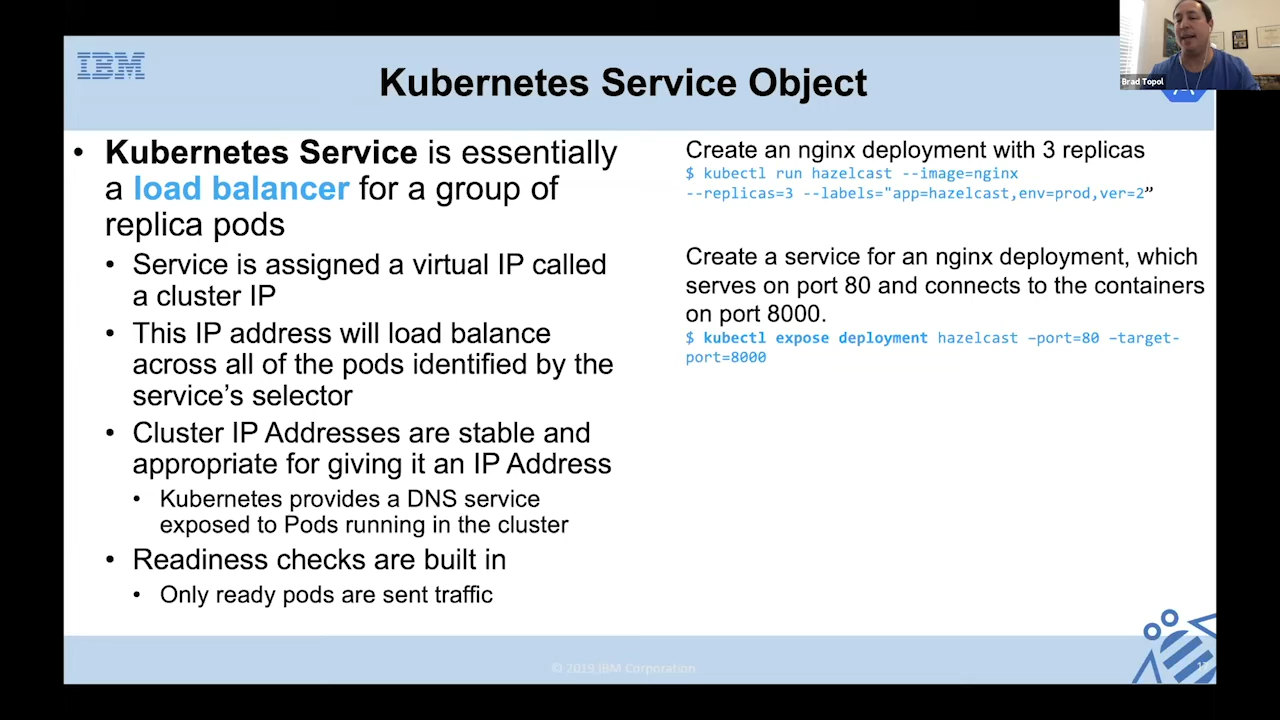 IBM
Kubernetes Service Object
Brad Topol
• Kubernetes Service is essentially
a load balancer for a group of
replica pods
• Service is assigned a virtual IP called
a cluster IP
• This IP address will load balance
across all of the pods identified by the
service’s selector
• Cluster IP Addresses are stable and
appropriate for giving it an IP Address
• Kubernetes provides a DNS service
exposed to Pods running in the cluster
• Readiness checks are built in
• Only ready pods are sent traffic
Create an nginx deployment with 3 replicas
$ kubectl run hazelcast --image=nginx
--replicas=3 --labels="app=hazelcast,env=prod,ver=2”
Create a service for an nginx deployment, which
serves on port 80 and connects to the containers
on port 8000.
$ kubectl expose deployment hazelcast –port=80 –target-
port=8000
© 2019 IBM Corporation